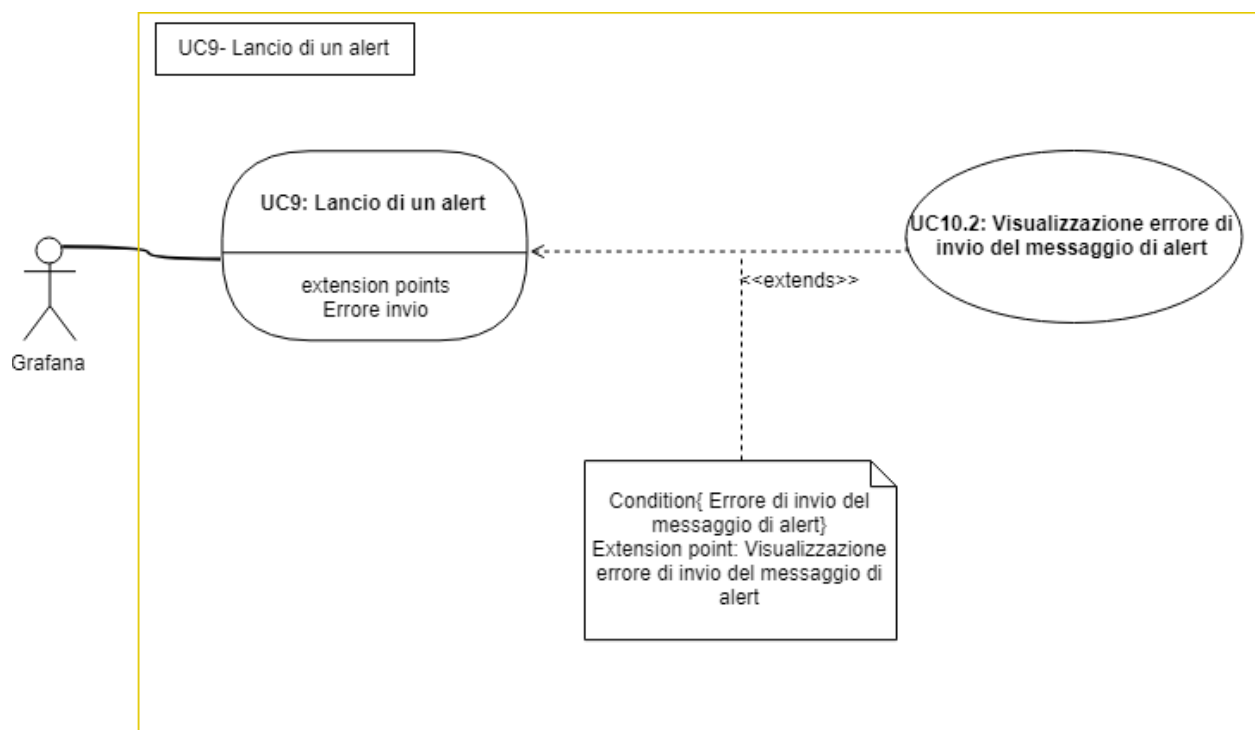 UC9- Lancio di un alert
UC9: Lancio di un alert
extension points
Errore invio
Grafana
<<extends>>
UC10.2: Visualizzazione errore di
invio del messaggio di alert
Condition{ Errore di invio del
messaggio di alert}
Extension point: Visualizzazione
errore di invio del messaggio di
alert